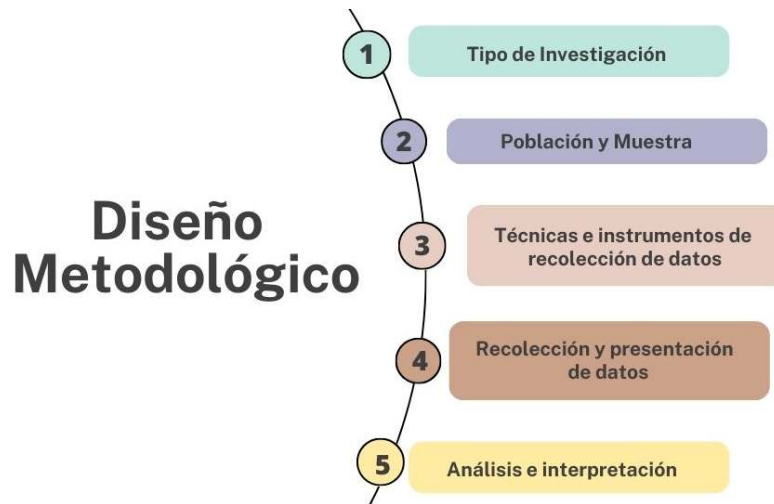 Diseño
Metodológico
1
Tipo de Investigación
2
Población y Muestra
3
Técnicas e instrumentos de
recolección de datos
4
Recolección y presentación
de datos
5
Análisis e interpretación